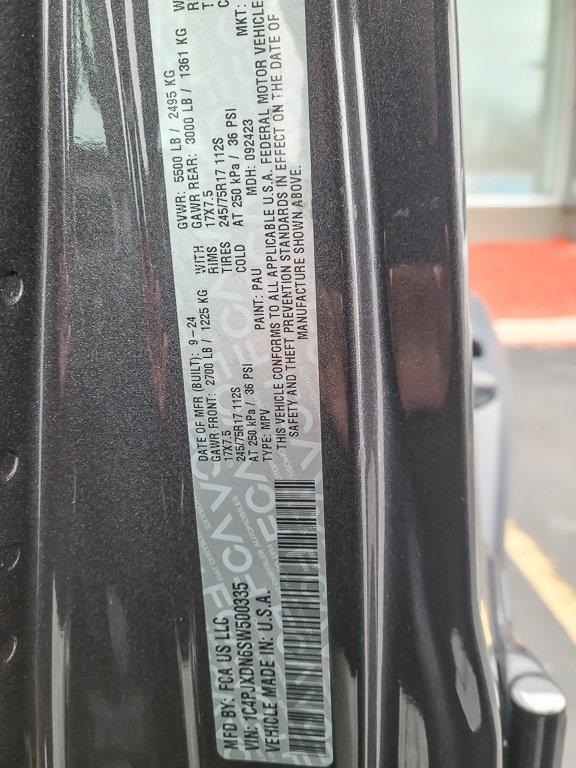 MFD BY: FCA US LLC
DATE OF MFR (BUILT): 9-24
GVWR: 5500 LB / 2495 KG
GAWR FRONT: 2700 LB / 1225 KG
WITH
GAWR REAR: 3000 LB / 1361 KG
17X7.5
RIMS
17X7.5
245/75R17 112S
TIRES
245/75R17 112S
AT 250 kPa / 36 PSI
COLD
AT 250 kPa / 36 PSI
TYPE: MPV
PAINT: PAU
MDH: 092423
MKT:
THIS VEHICLE CONFORMS TO ALL APPLICABLE U.S.A. FEDERAL MOTOR VEHICLE
SAFETY AND THEFT PREVENTION STANDARDS IN EFFECT ON THE DATE OF
MANUFACTURE SHOWN ABOVE.
VIN: 1C4PJXDN6SW500335
VEHICLE MADE IN: U.S.A.